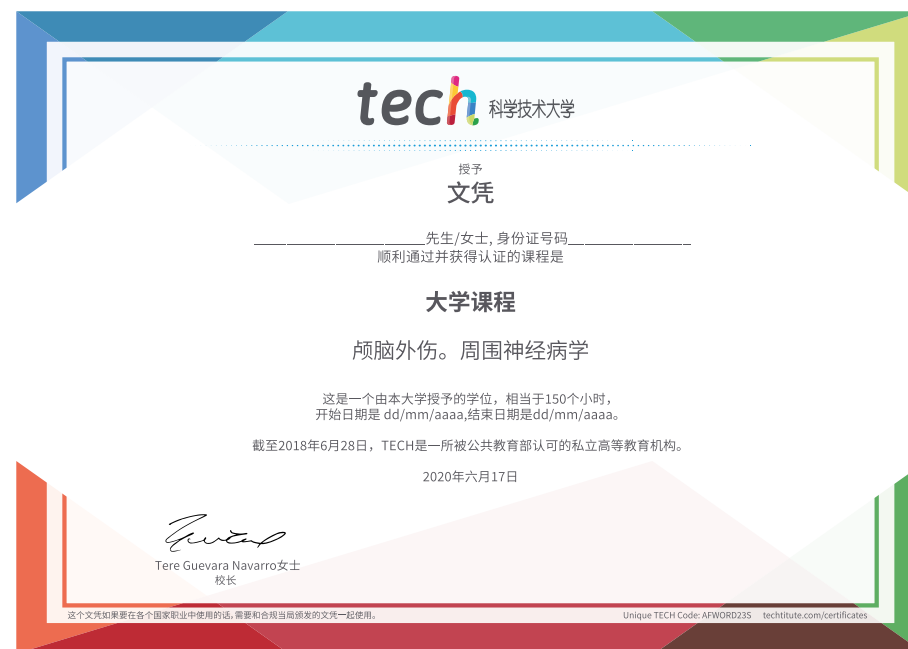 tech 科学技术大学
授予
文凭
________________________先生/女士, 身份证号码_______________
顺利通过并获得认证的课程是
大学课程
颅脑外伤。周围神经病学
这是一个由本大学授予的学位，相当于150个小时，
开始日期是 dd/mm/aaaa,结束日期是dd/mm/aaaa。
截至2018年6月28日，TECH是一所被公共教育部认可的私立高等教育机构。
2020年六月17日
Tere Guevara Navarro女士
校长
这个文凭如果要在各个国家职业中使用的话,需要和合规当局颁发的文凭一起使用。
Unique TECH Code: AFWORD23S techtitute.com/certificates